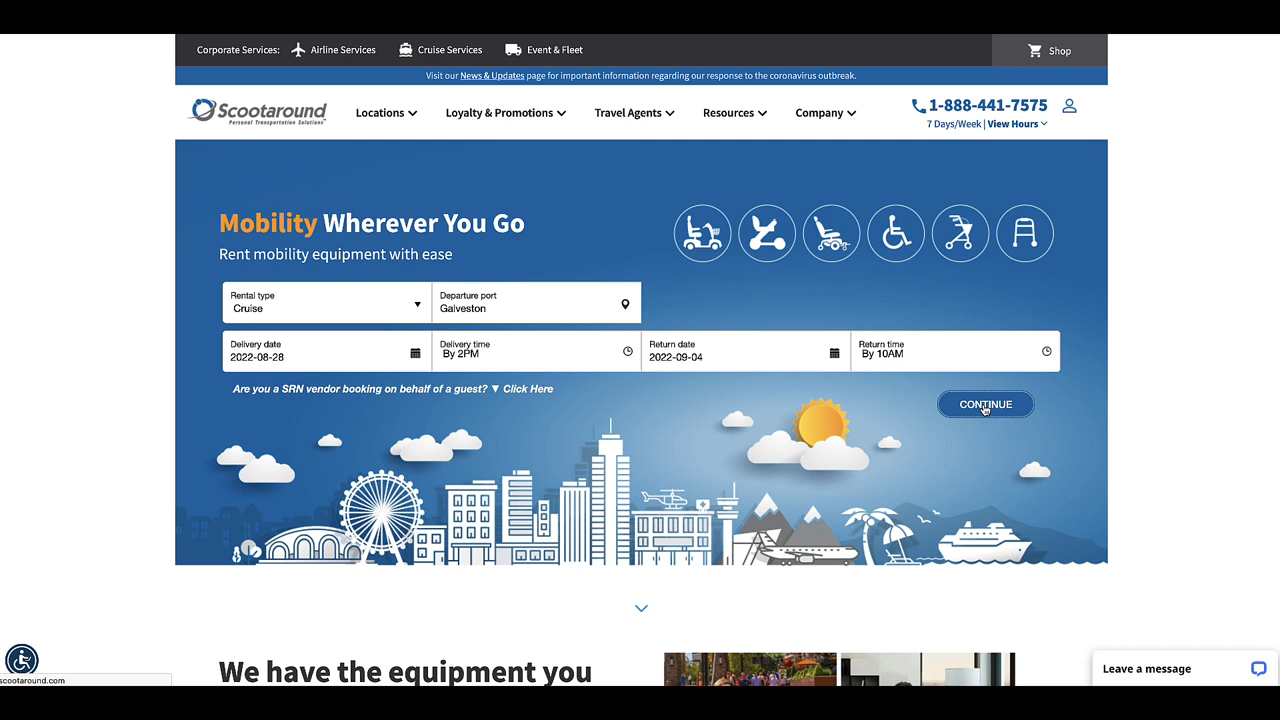 Corporate Services: Airline Services Cruise Services Event & Fleet Shop
Visit our News & Updates page for important information regarding our response to the coronavirus outbreak.
Scootaround
Personal Transportation Solutions
Locations Loyalty & Promotions Travel Agents Resources Company
1-888-441-7575
7 Days/Week | View Hours
Mobility Wherever You Go
Rent mobility equipment with ease
Rental type
Cruise
Departure port
Galveston
Delivery date
2022-08-28
Delivery time
By 2PM
Return date
2022-09-04
Return time
By 10AM
Are you a SRN vendor booking on behalf of a guest? ▼ Click Here
CONTINUE
We have the equipment you
scootaround.com
Leave a message